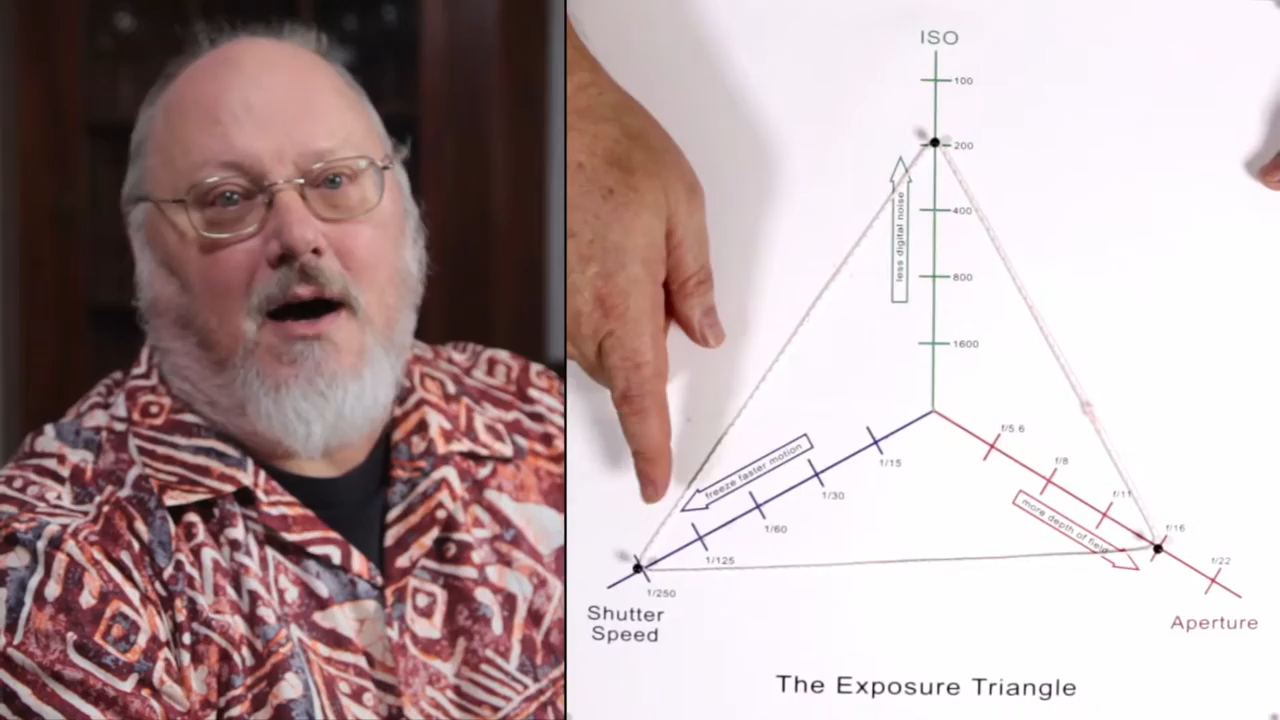 ISO
100
200
400
800
1600
less digital noise
freeze faster motion
1/15
1/30
1/60
1/125
1/250
Shutter
Speed
f/5.6
f/8
f/11
f/16
f/22
more depth of field
Aperture
The Exposure Triangle